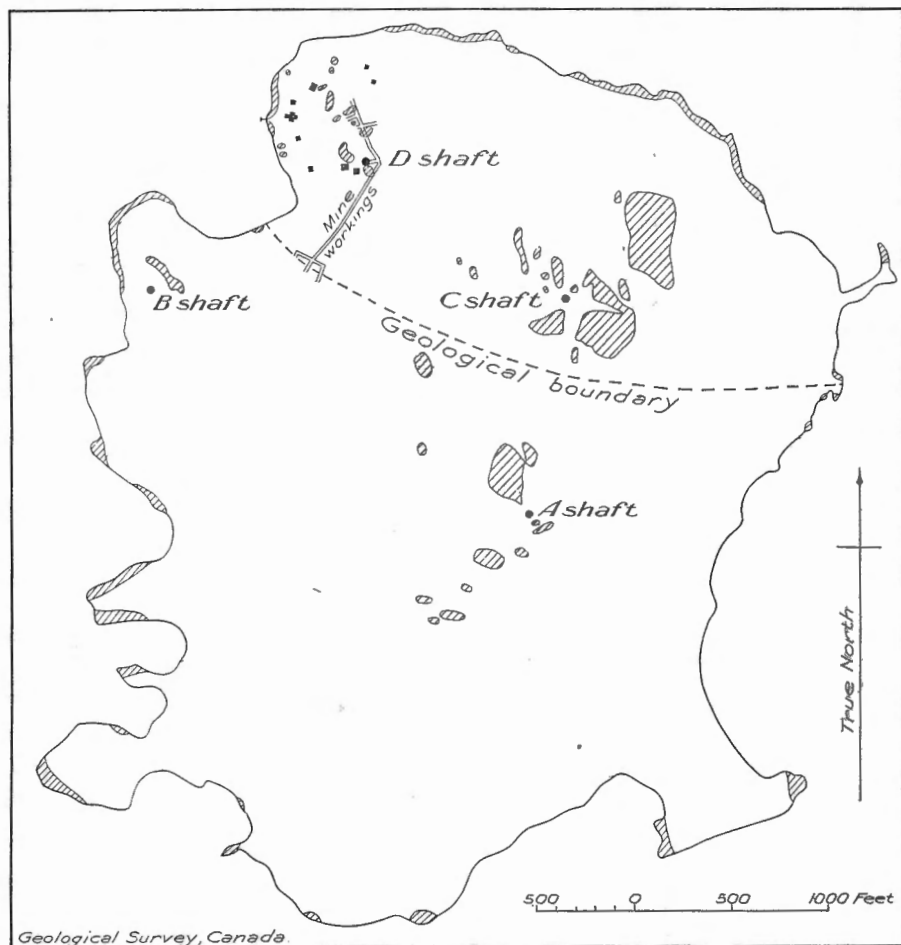 D shaft
Mine
workings
B shaft
C shaft
Geological boundary
A shaft
True North
500 0 500 1000 Feet
Geological Survey, Canada.